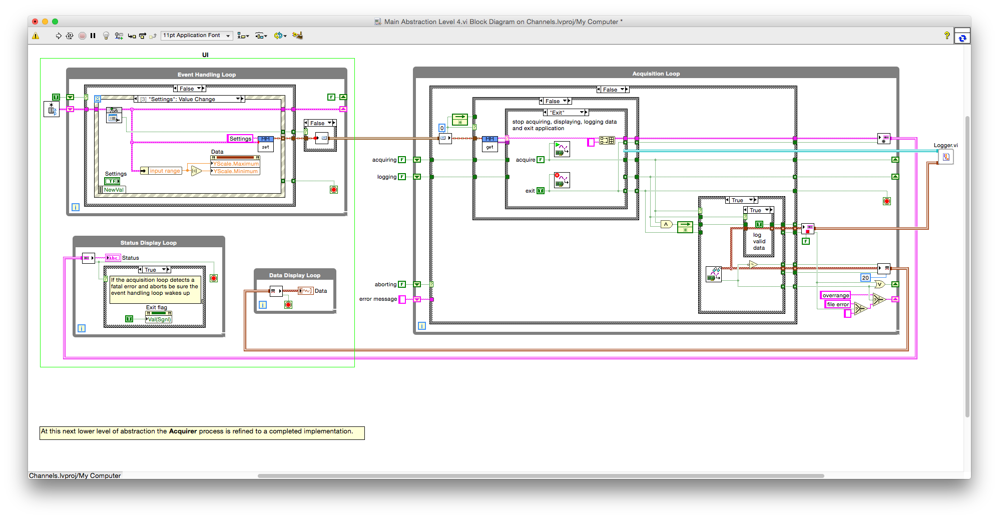 Main Abstraction Level 4.vi Block Diagram on Channels.lvproj/My Computer *
11pt Application Font
UI
Event Handling Loop
False
[3] "Settings": Value Change
T
F
False
Settings
MM
set
Data
YScale.Maximum
YScale.Minimum
input range
Settings
TF
NewVal
i
Status Display Loop
abc
Status
True
If the acquisition loop detects a
fatal error and aborts be sure the
event handling loop wakes up
Exit flag
T
Val(Sgnl)
i
Data Display Loop
Data
i
Acquisition Loop
False
False
"Exit"
stop acquiring, displaying, logging data
and exit application
0
MM
get
acquiring F
acquire F
logging F
exit T
Logger.vi
True
True
T
log
valid
data
F
20
aborting F
error message
overrange
file error
i
At this next lower level of abstraction the Acquirer process is refined to a completed implementation.
Channels.lvproj/My Computer